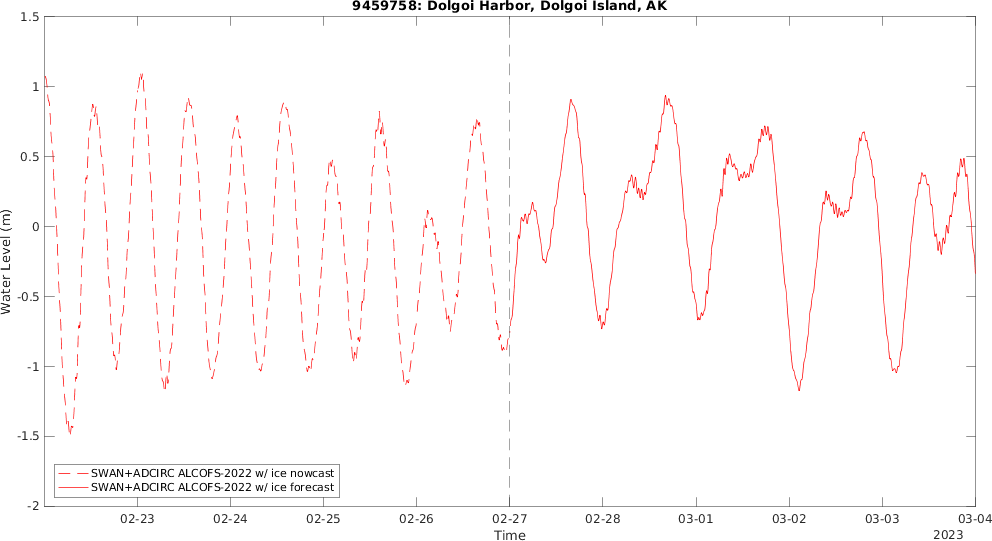 9459758: Dolgoi Harbor, Dolgoi Island, AK
1.5
1
0.5
0
-0.5
-1
-1.5
-2
Water Level (m)
SWAN+ADCIRC ALCOFS-2022 w/ ice nowcast
SWAN+ADCIRC ALCOFS-2022 w/ ice forecast
02-23 02-24 02-25 02-26 02-27 02-28 03-01 03-02 03-03 03-04
Time
2023